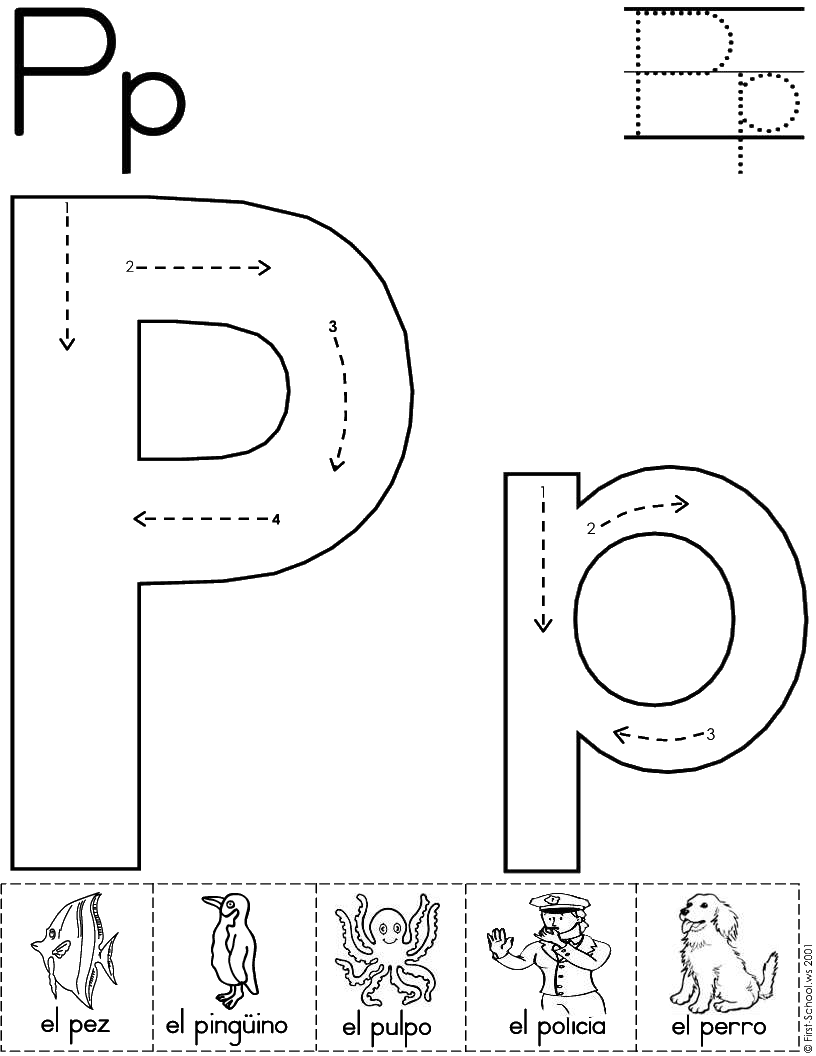 Pp
Pp
1
2
3
4
1
2
3
el pez
el pingüino
el pulpo
el policia
el perro
© First-School.ws 2001